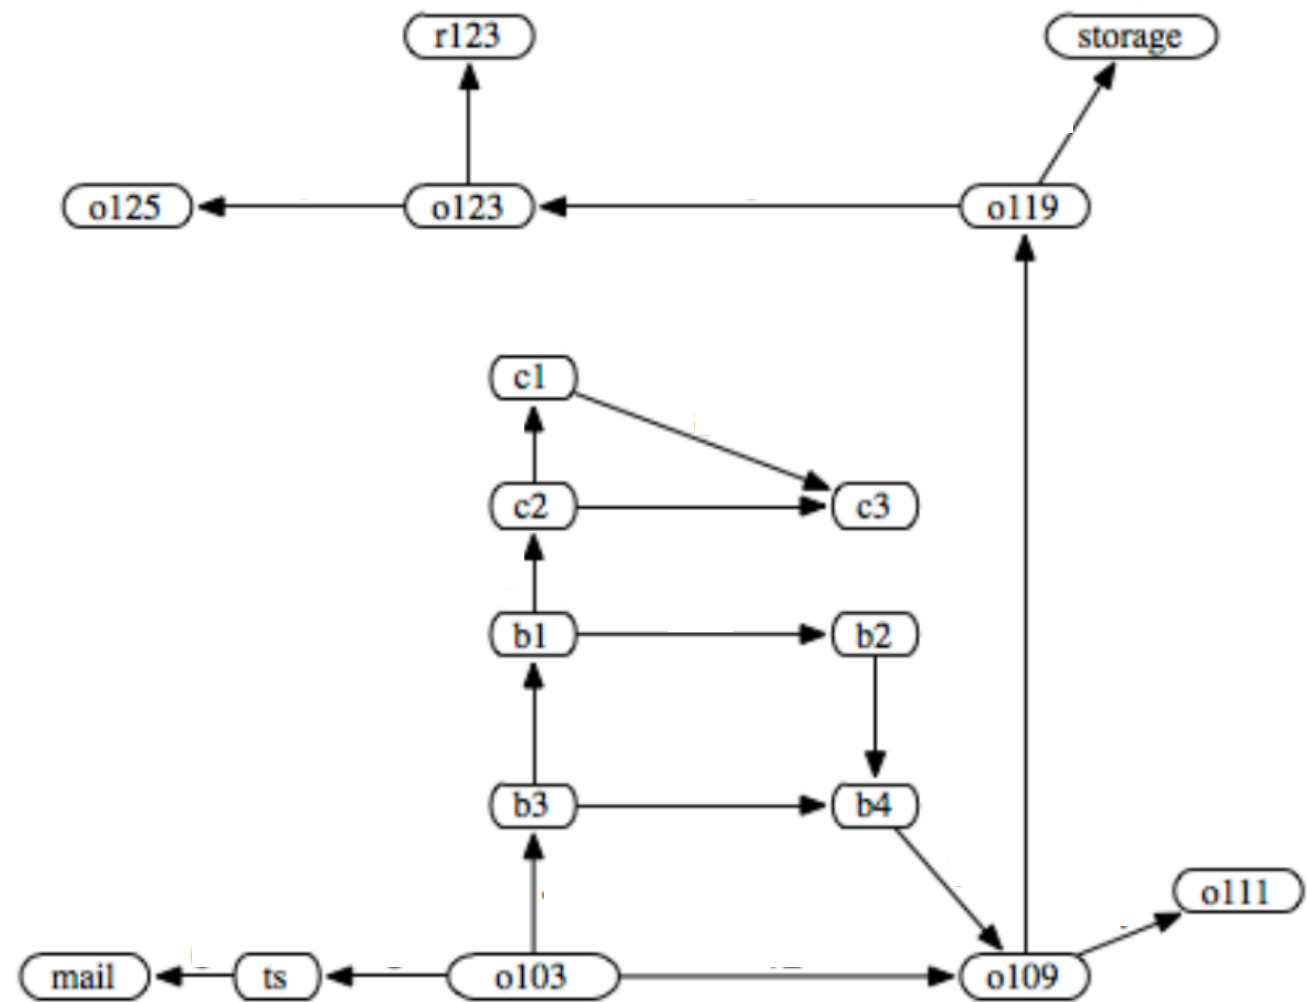 r123
storage
o125
o123
o119
c1
c2
c3
b1
b2
b3
b4
o111
mail
ts
o103
o109